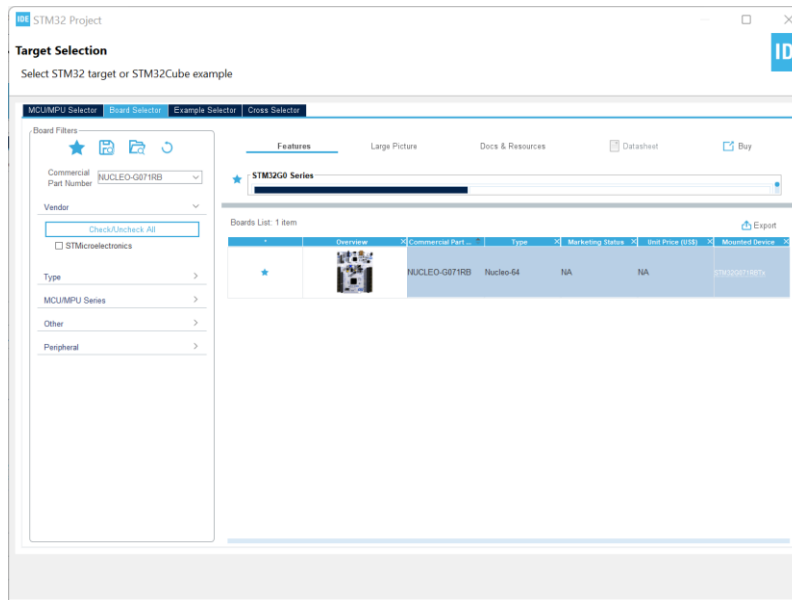 IDE STM32 Project
Target Selection
ID
Select STM32 target or STM32Cube example
MCU/MPU Selector Board Selector Example Selector Cross Selector
Board Filters
Features Large Picture Docs & Resources Datasheet Buy
Commercial
Part Number NUCLEO-G071RB
STM32G0 Series
Vendor
Boards List: 1 item Export
Check/Uncheck All
STMicroelectronics
* Overview Commercial Part ... Type Marketing Status Unit Price (US$) Mounted Device
NUCLEO-G071RB Nucleo-64 NA NA STM32G071RBTx
Type
MCU/MPU Series
Other
Peripheral